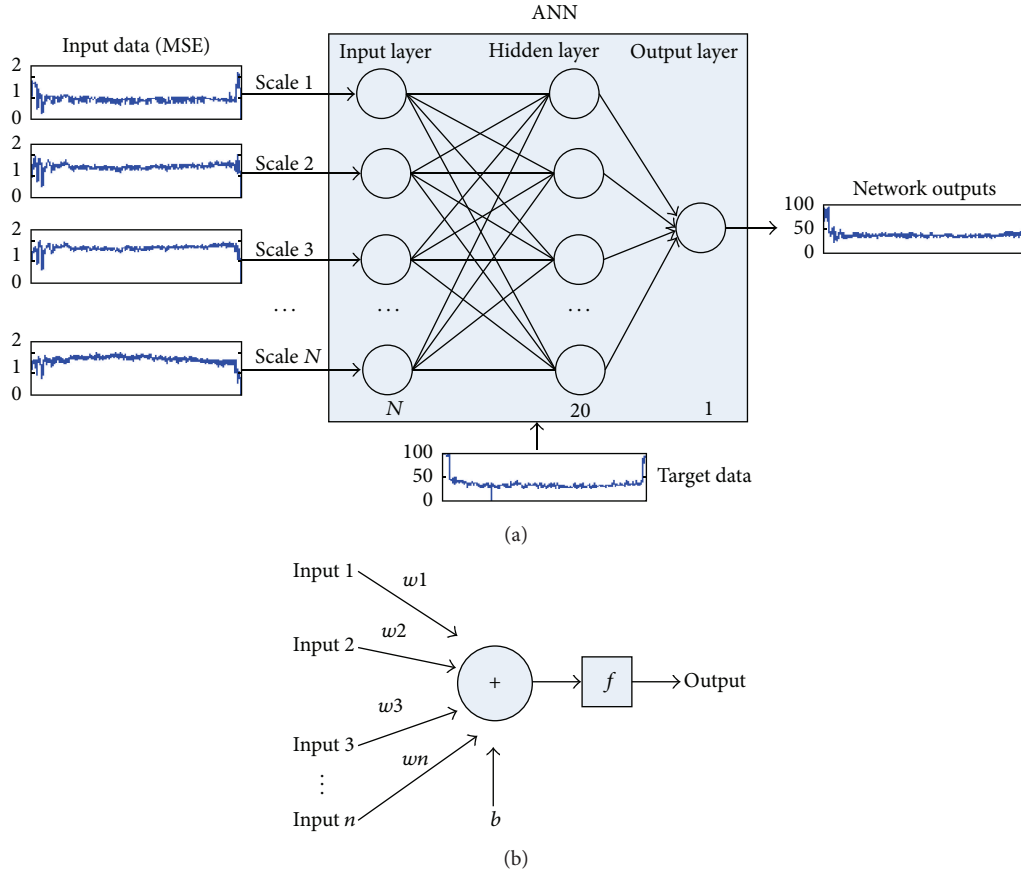 ANN
Input data (MSE)
Input layer
Hidden layer
Output layer
2
1
0
Scale 1
2
1
0
Scale 2
2
1
0
Scale 3
...
...
...
2
1
0
Scale N
N
20
1
Network outputs
100
50
0
100
50
0
Target data
(a)
Input 1
w1
Input 2
w2
w3
Input 3
⋮
wn
Input n
+
f
Output
b
(b)